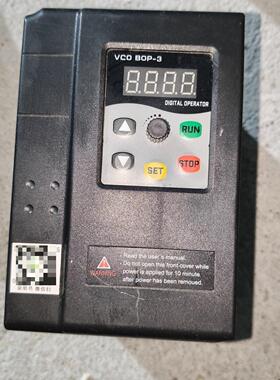 VCO BOP-3
8.8.8.8.
DIGITAL OPERATOR
RUN
SET
STOP
WARNING
- Read the user's manual.
- Do not open this front cover while
power is applied for 10 minute
after power has been removed.